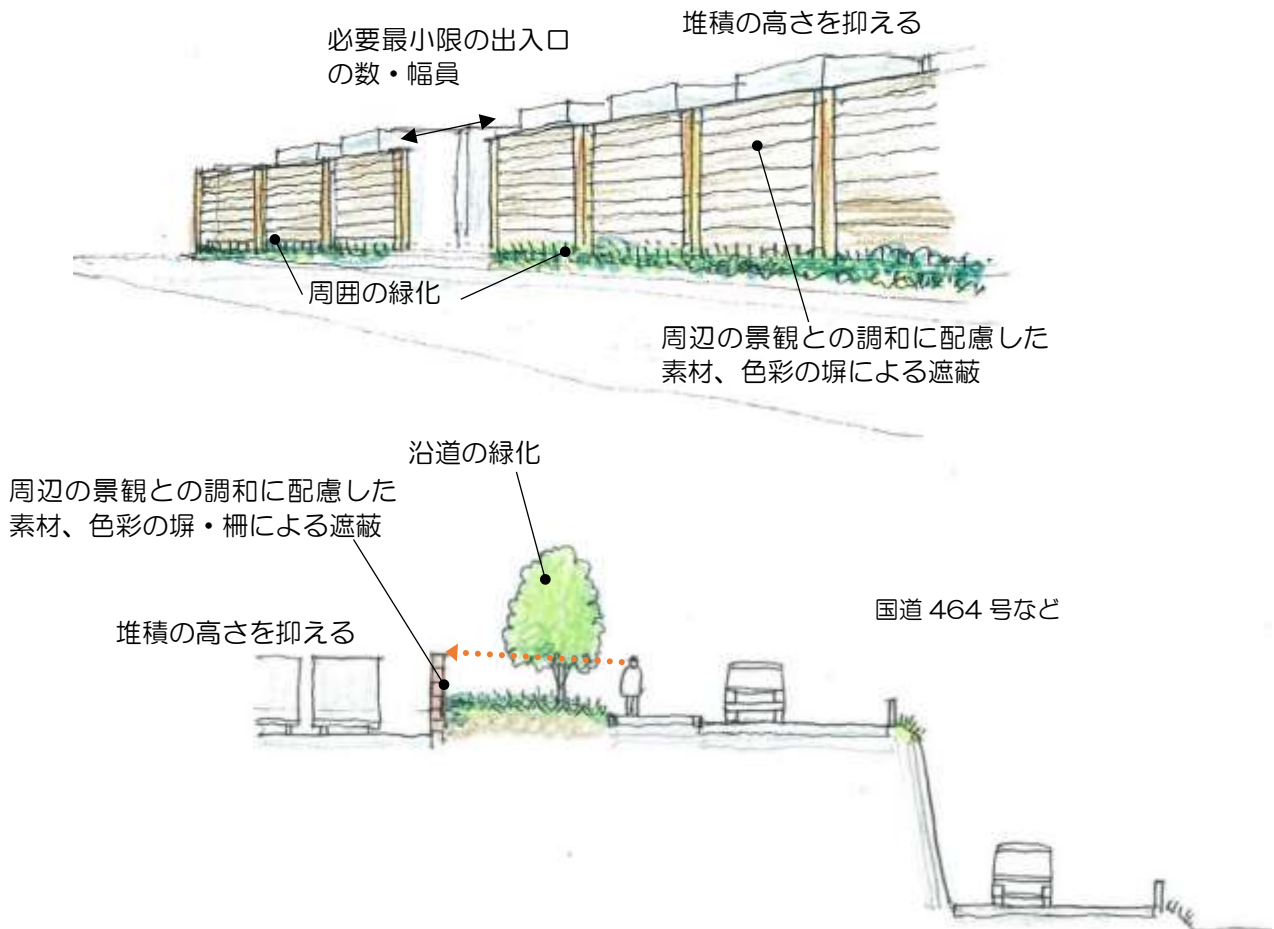 堆積の高さを抑える
必要最小限の出入口
の数・幅員
周囲の緑化
周辺の景観との調和に配慮した
素材、色彩の塀による遮蔽
沿道の緑化
周辺の景観との調和に配慮した
素材、色彩の塀・柵による遮蔽
国道 464 号など
堆積の高さを抑える